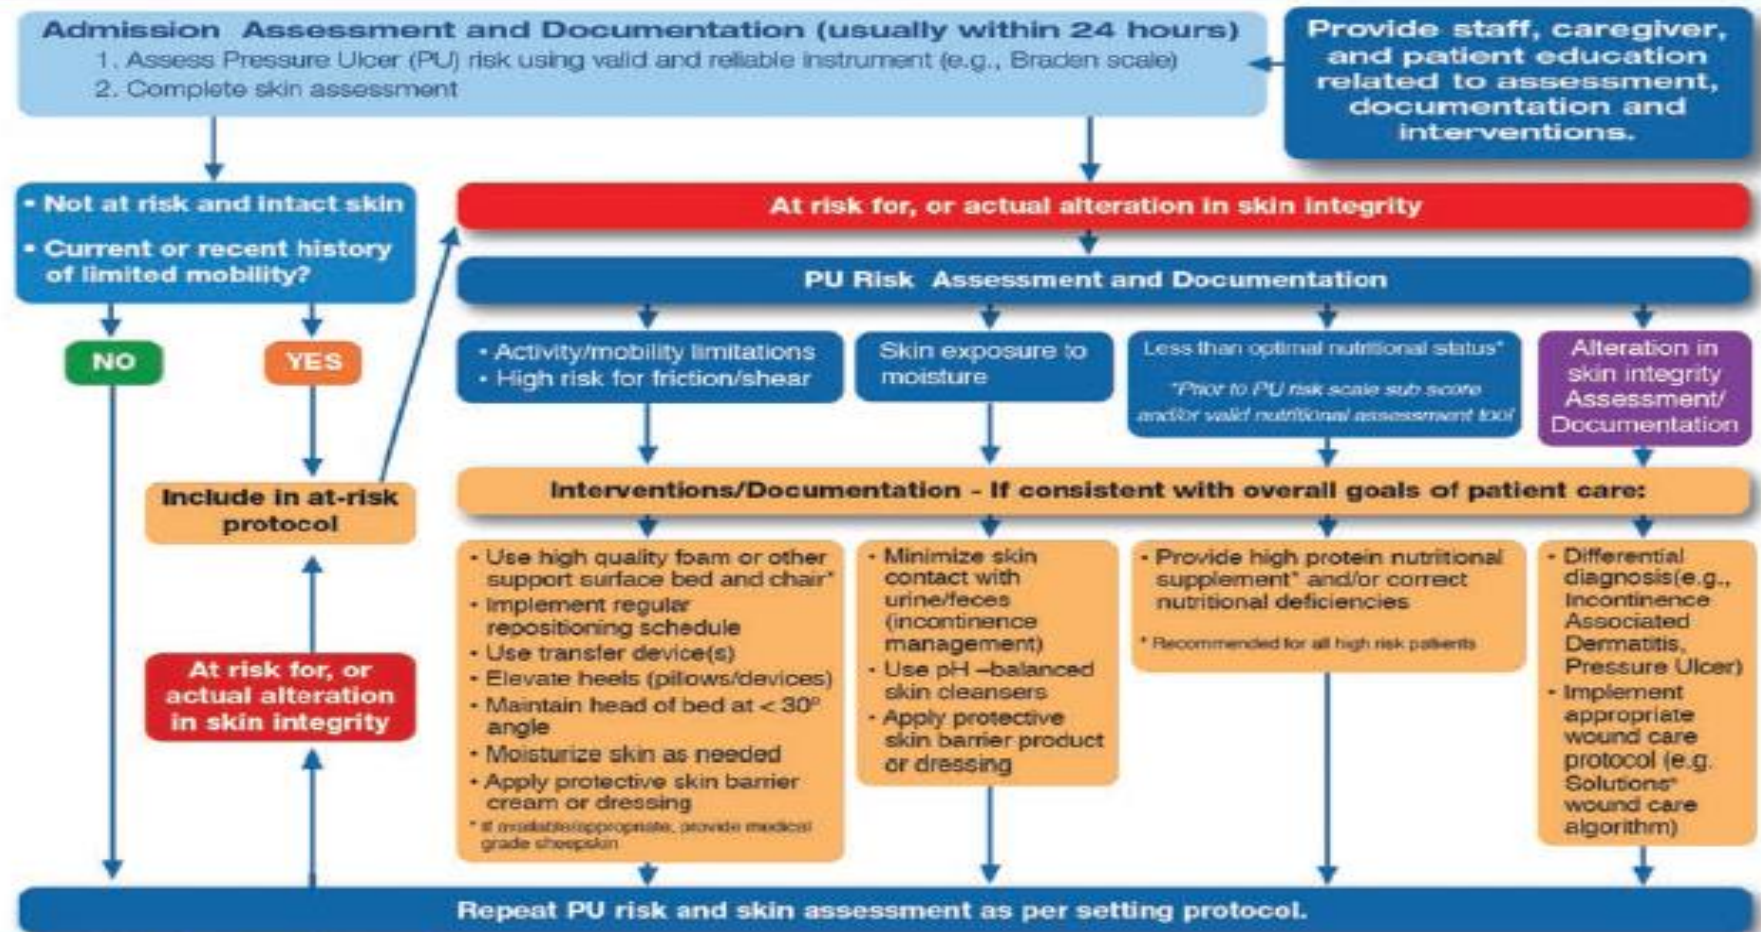 Admission Assessment and Documentation (usually within 24 hours)
1. Assess Pressure Ulcer (PU) risk using valid and reliable instrument (e.g., Braden scale)
2. Complete skin assessment
Provide staff, caregiver,
and patient education
related to assessment,
documentation and
interventions.
• Not at risk and intact skin
• Current or recent history
of limited mobility?
NO
YES
Include in at-risk
protocol
At risk for, or
actual alteration
in skin integrity
At risk for, or actual alteration in skin integrity
PU Risk Assessment and Documentation
• Activity/mobility limitations
• High risk for friction/shear
Skin exposure to
moisture
Less than optimal nutritional status*
*Prior to PU risk scale sub score
and/or valid nutritional assessment tool
Alteration in
skin integrity
Assessment/
Documentation
Interventions/Documentation - If consistent with overall goals of patient care:
• Use high quality foam or other
support surface bed and chair*
• Implement regular
repositioning schedule
• Use transfer device(s)
• Elevate heels (pillows/devices)
• Maintain head of bed at < 30º
angle
• Moisturize skin as needed
• Apply protective skin barrier
cream or dressing
* If available/appropriate, provide medical
grade sheepskin
• Minimize skin
contact with
urine/feces
(incontinence
management)
• Use pH –balanced
skin cleansers
• Apply protective
skin barrier product
or dressing
• Provide high protein nutritional
supplement* and/or correct
nutritional deficiencies
* Recommended for all high risk patients
• Differential
diagnosis(e.g.,
Incontinence
Associated
Dermatitis,
Pressure Ulcer)
• Implement
appropriate
wound care
protocol (e.g.
Solutions*
wound care
algorithm)
Repeat PU risk and skin assessment as per setting protocol.